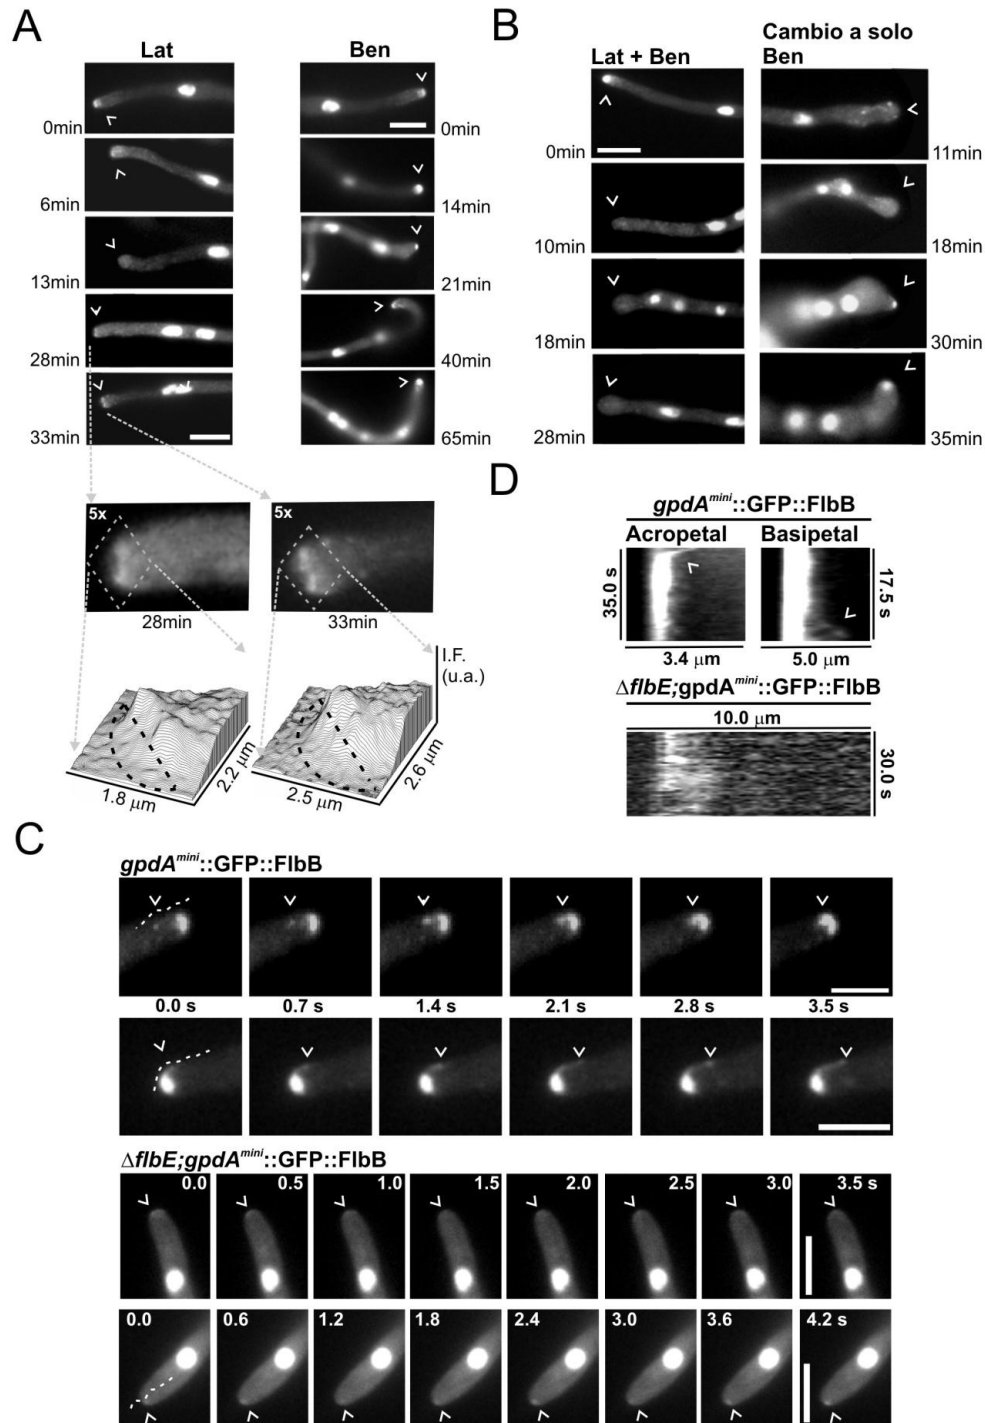 A
Lat
Ben
0min
6min
13min
28min
33min
0min
14min
21min
40min
65min
5x
28min
5x
33min
I.F.
(u.a.)
1.8 μm
2.2 μm
2.5 μm
2.6 μm
B
Lat + Ben
Cambio a solo
Ben
0min
10min
18min
28min
11min
18min
30min
35min
D
gpdAmini::GFP::FlbB
Acropetal
Basipetal
35.0 s
17.5 s
3.4 μm
5.0 μm
ΔflbE;gpdAmini::GFP::FlbB
10.0 μm
30.0 s
C
gpdAmini::GFP::FlbB
0.0 s
0.7 s
1.4 s
2.1 s
2.8 s
3.5 s
ΔflbE;gpdAmini::GFP::FlbB
0.0
0.5
1.0
1.5
2.0
2.5
3.0
3.5 s
0.0
0.6
1.2
1.8
2.4
3.0
3.6
4.2 s